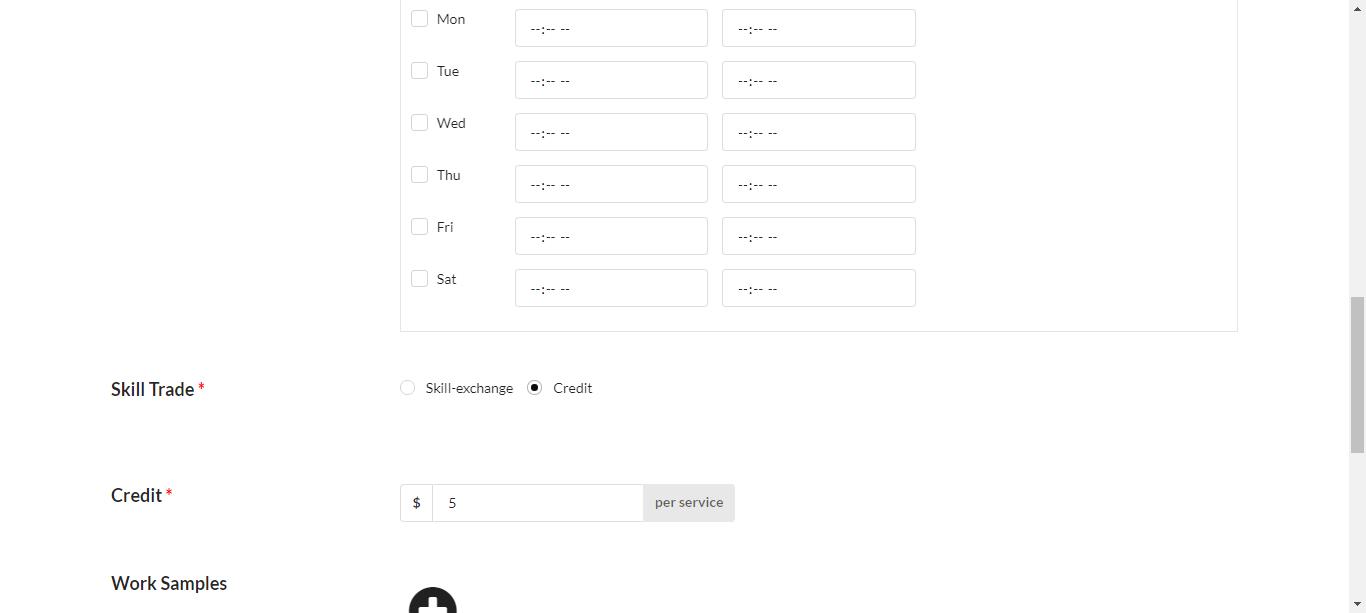 Mon --:-- -- --:-- --
Tue --:-- -- --:-- --
Wed --:-- -- --:-- --
Thu --:-- -- --:-- --
Fri --:-- -- --:-- --
Sat --:-- -- --:-- --
Skill Trade * Skill-exchange Credit
Credit * $ 5 per service
Work Samples